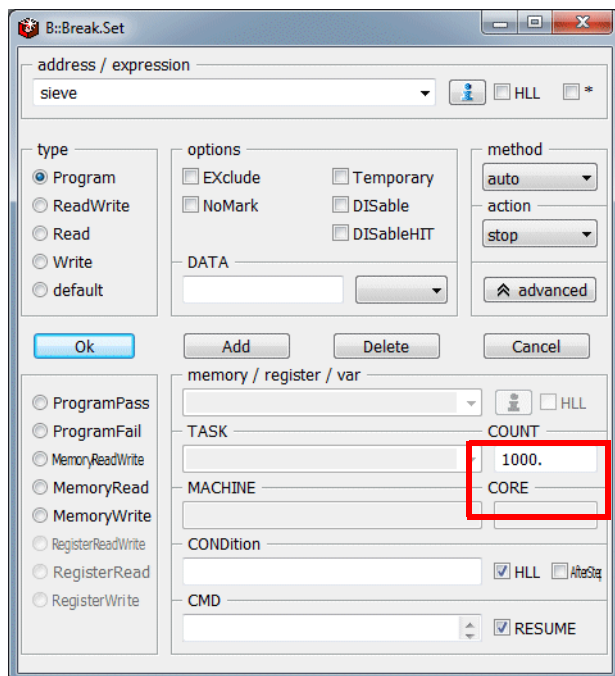 B::Break.Set
address / expression
sieve
HLL
*
type
Program
ReadWrite
Read
Write
default
options
EXclude
Temporary
NoMark
DISable
DISableHIT
DATA
method
auto
action
stop
advanced
Ok
Add
Delete
Cancel
ProgramPass
ProgramFail
MemoryReadWrite
MemoryRead
MemoryWrite
RegisterReadWrite
RegisterRead
RegisterWrite
memory / register / var
HLL
TASK
COUNT
1000.
MACHINE
CORE
CONDition
HLL
AfterStep
CMD
RESUME